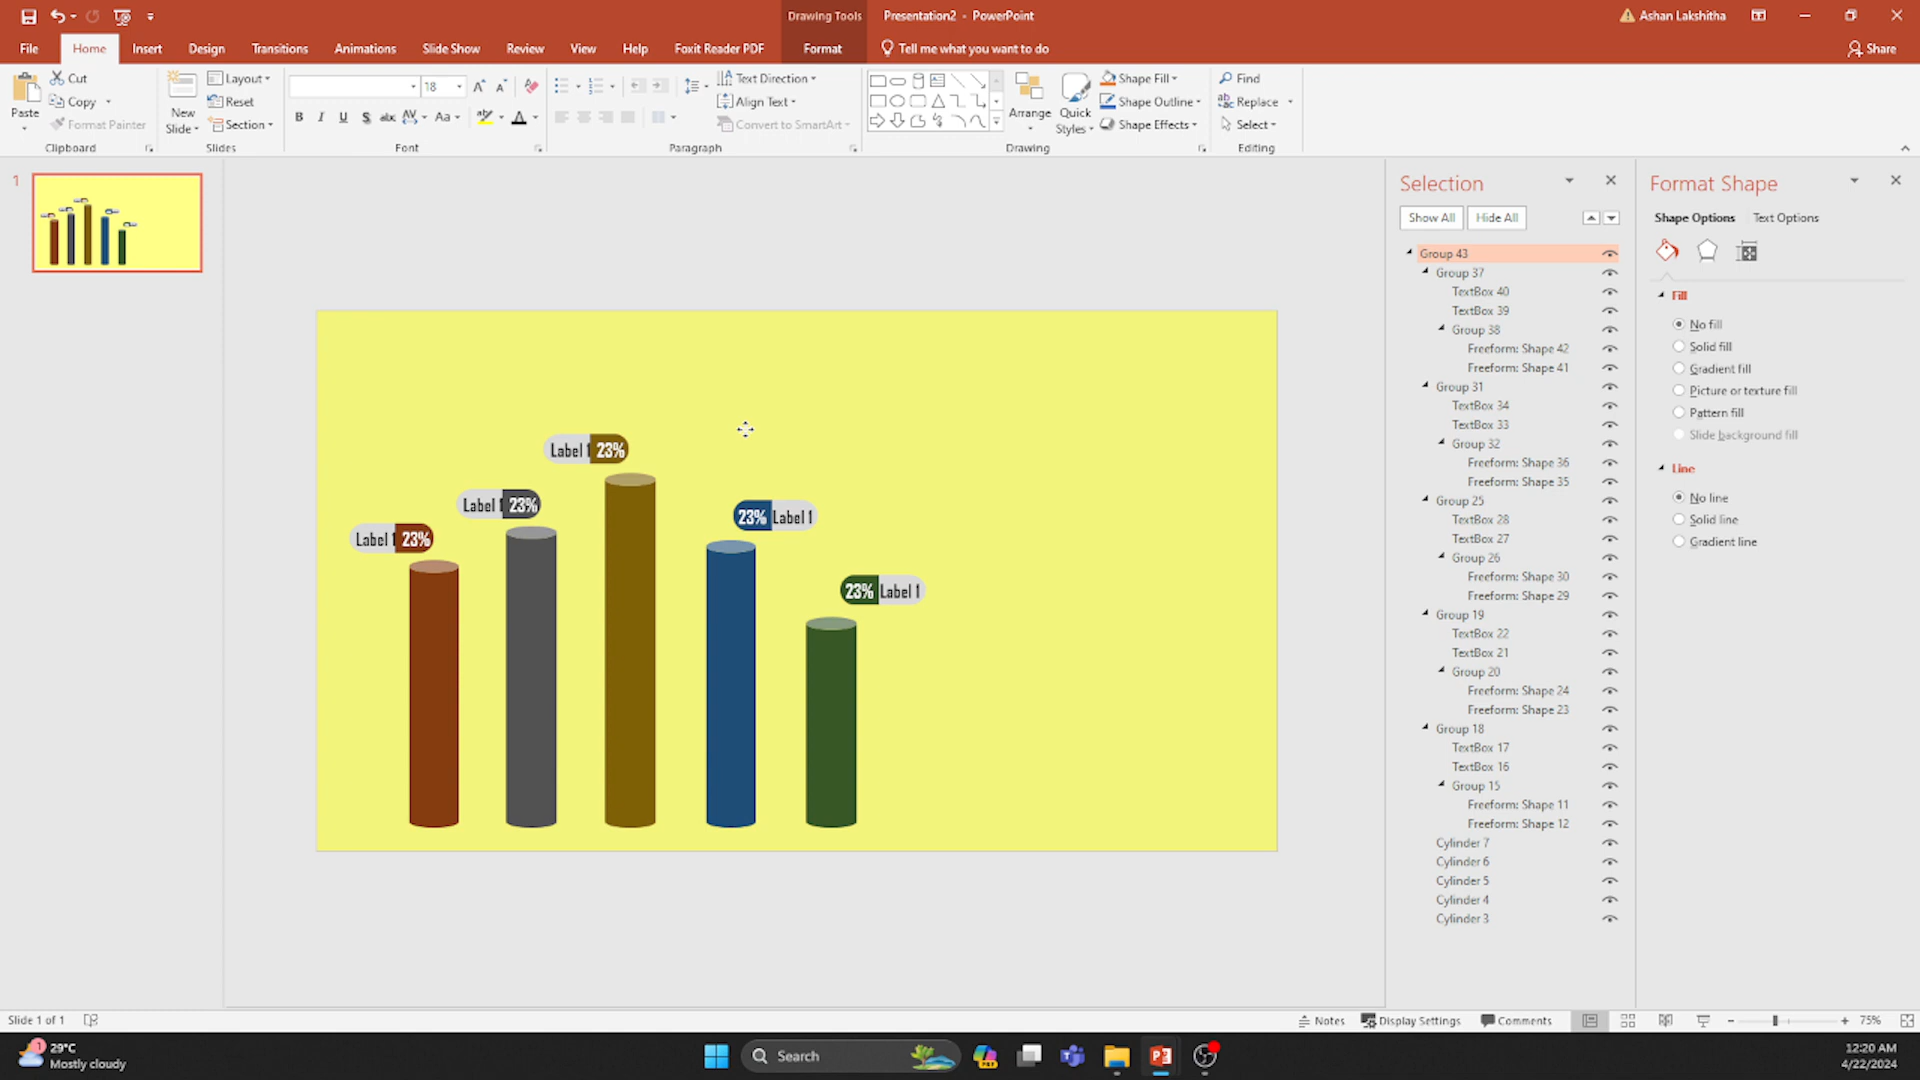 Drawing Tools
Presentation2 - PowerPoint
Ashan Lakshitha
File
Home
Insert
Design
Transitions
Animations
Slide Show
Review
View
Help
Foxit Reader PDF
Format
Tell me what you want to do
Share
Paste
Cut
Copy
Format Painter
Clipboard
New
Slide
Layout
Reset
Section
Slides
18
Font
Text Direction
Align Text
Convert to SmartArt
Paragraph
Arrange
Quick
Styles
Shape Fill
Shape Outline
Shape Effects
Drawing
Find
Replace
Select
Editing
1
Label 1 23%
Label 1 23%
Label 1 23%
23% Label 1
23% Label 1
Selection
Show All
Hide All
Group 43
Group 37
TextBox 40
TextBox 39
Group 38
Freeform: Shape 42
Freeform: Shape 41
Group 31
TextBox 34
TextBox 33
Group 32
Freeform: Shape 36
Freeform: Shape 35
Group 25
TextBox 28
TextBox 27
Group 26
Freeform: Shape 30
Freeform: Shape 29
Group 19
TextBox 22
TextBox 21
Group 20
Freeform: Shape 24
Freeform: Shape 23
Group 18
TextBox 17
TextBox 16
Group 15
Freeform: Shape 11
Freeform: Shape 12
Cylinder 7
Cylinder 6
Cylinder 5
Cylinder 4
Cylinder 3
Format Shape
Shape Options
Text Options
Fill
No fill
Solid fill
Gradient fill
Picture or texture fill
Pattern fill
Slide background fill
Line
No line
Solid line
Gradient line
Slide 1 of 1
Notes
Display Settings
Comments
75%
29°C
Mostly cloudy
Search
12:20 AM
4/22/2024